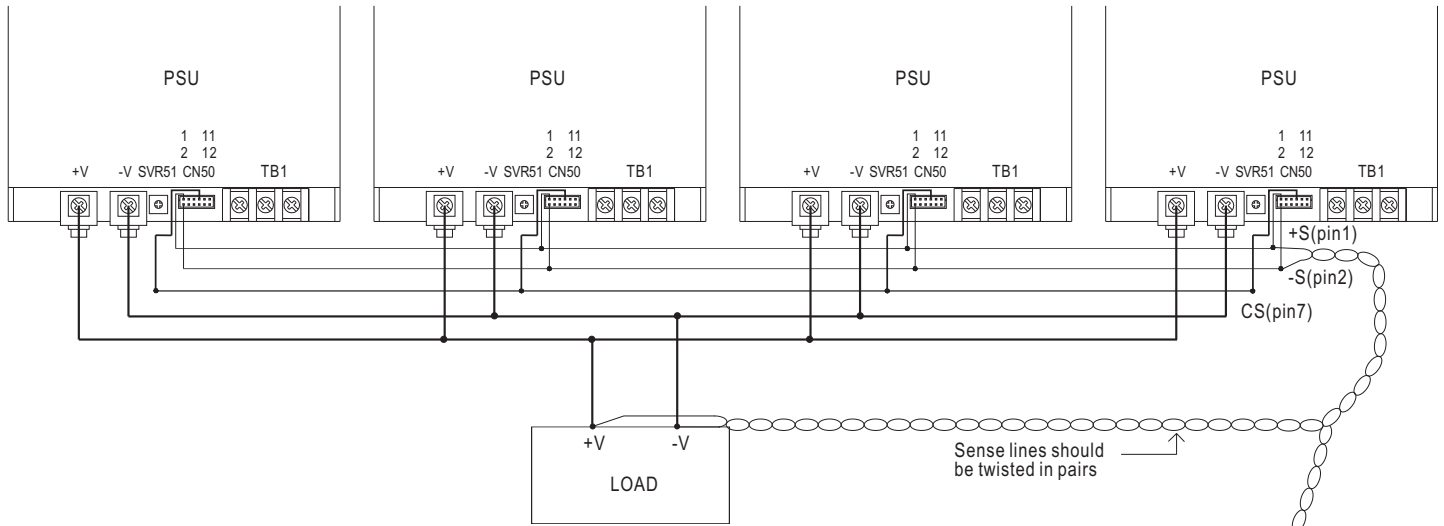 PSU PSU PSU PSU
1 11 1 11 1 11 1 11
2 12 2 12 2 12 2 12
+V -V SVR51 CN50 TB1 +V -V SVR51 CN50 TB1 +V -V SVR51 CN50 TB1 +V -V SVR51 CN50 TB1
+S(pin1)
-S(pin2)
CS(pin7)
+V -V
LOAD
Sense lines should
be twisted in pairs